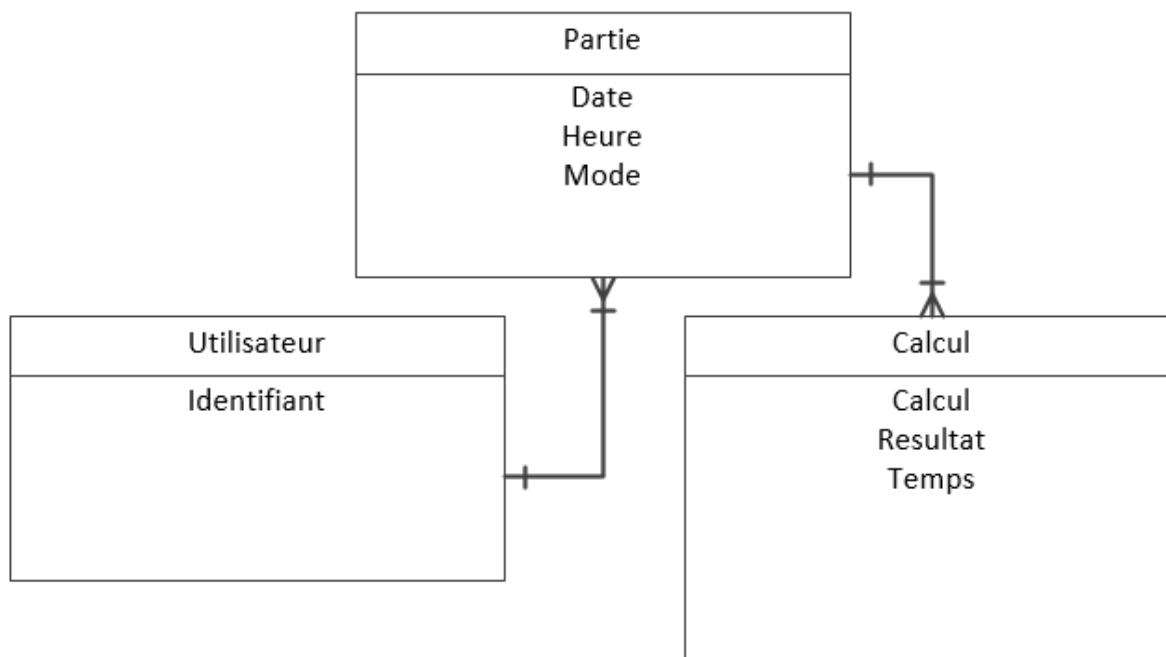 Partie
Date
Heure
Mode
Utilisateur
Identifiant
Calcul
Calcul
Resultat
Temps